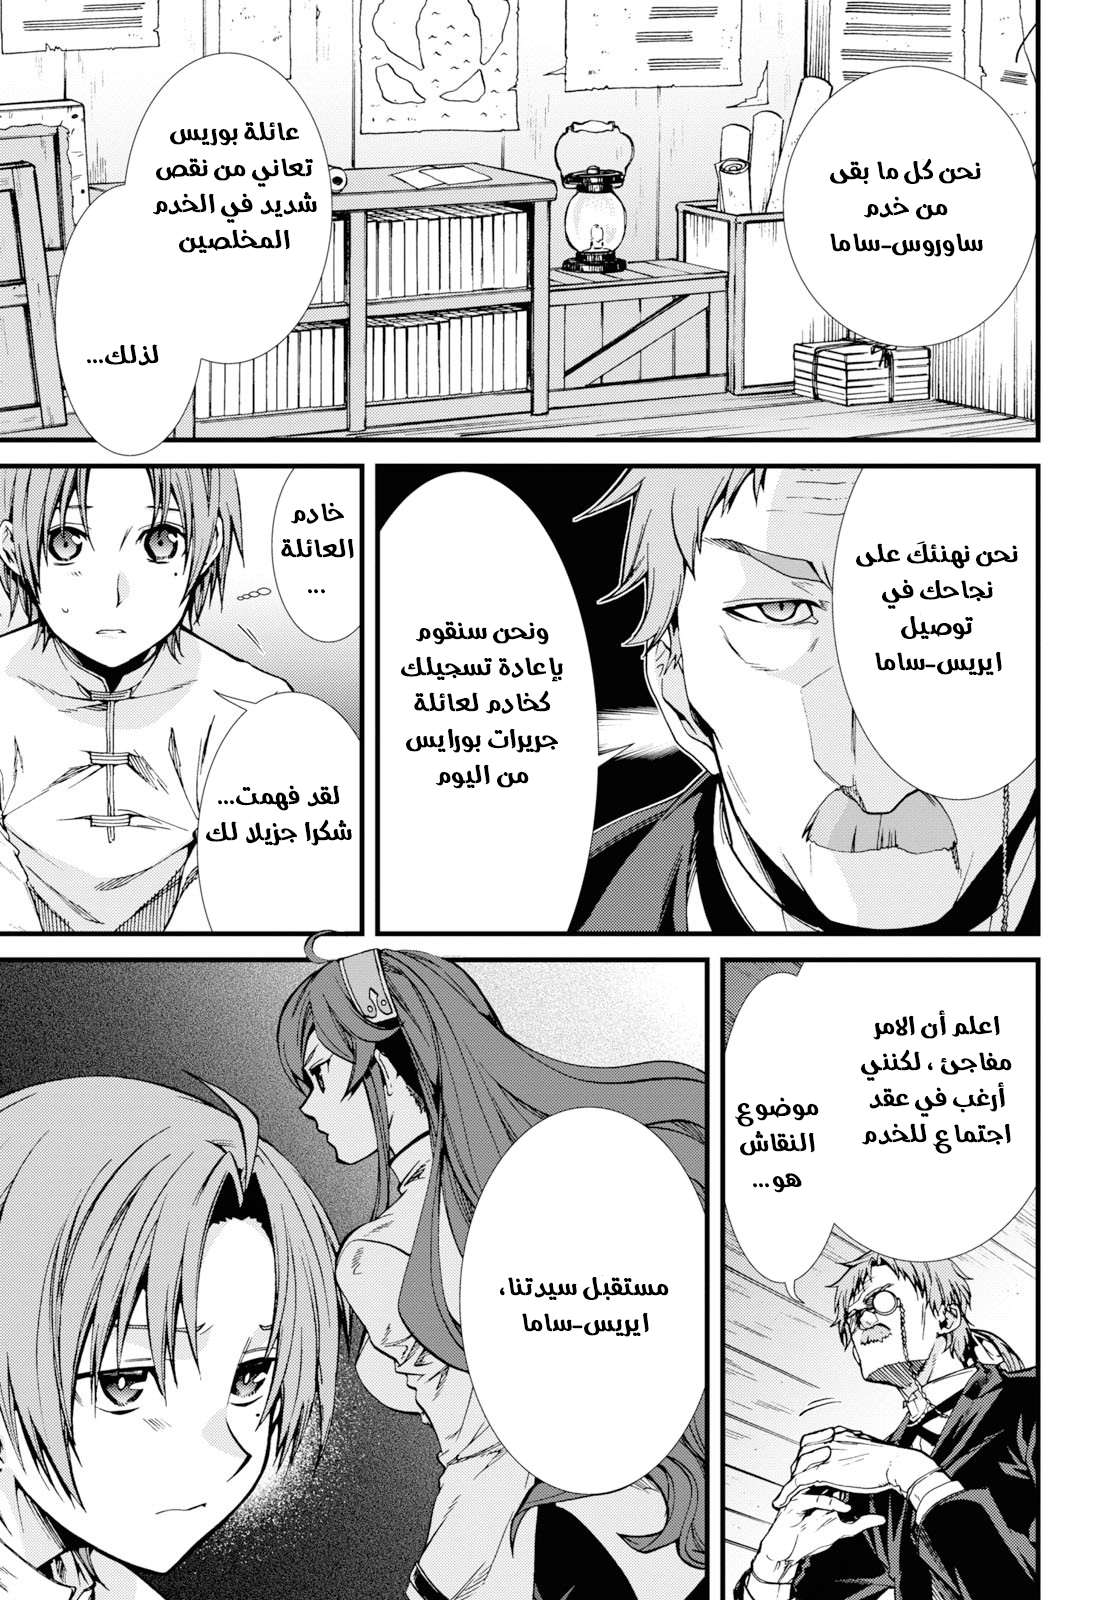 نحن كل ما بقى
من خدم
ساوروس-ساما
عائلة بوريس
تعاني من نقص
شديد في الخدم
المخلصين
لذلك...
نحن نهنئكَ على
نجاحك في
توصيل
ايريس-ساما
ونحن سنقوم
بإعادة تسجيلك
كخادم لعائلة
جريرات بورايس
من اليوم
خادم
العائلة
...
لقد فهمت...
شكرا جزيلا لك
اعلم أن الامر
مفاجئ ، لكنني
أرغب في عقد
اجتماع للخدم
موضوع
النقاش
هو...
مستقبل سيدتنا،
ايريس-ساما